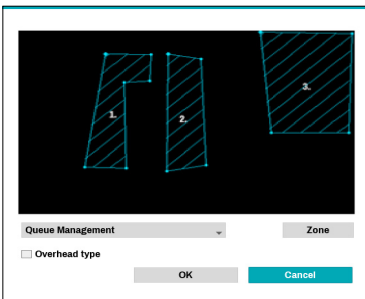 1.
2.
3.
Queue Management
Zone
Overhead type
OK
Cancel